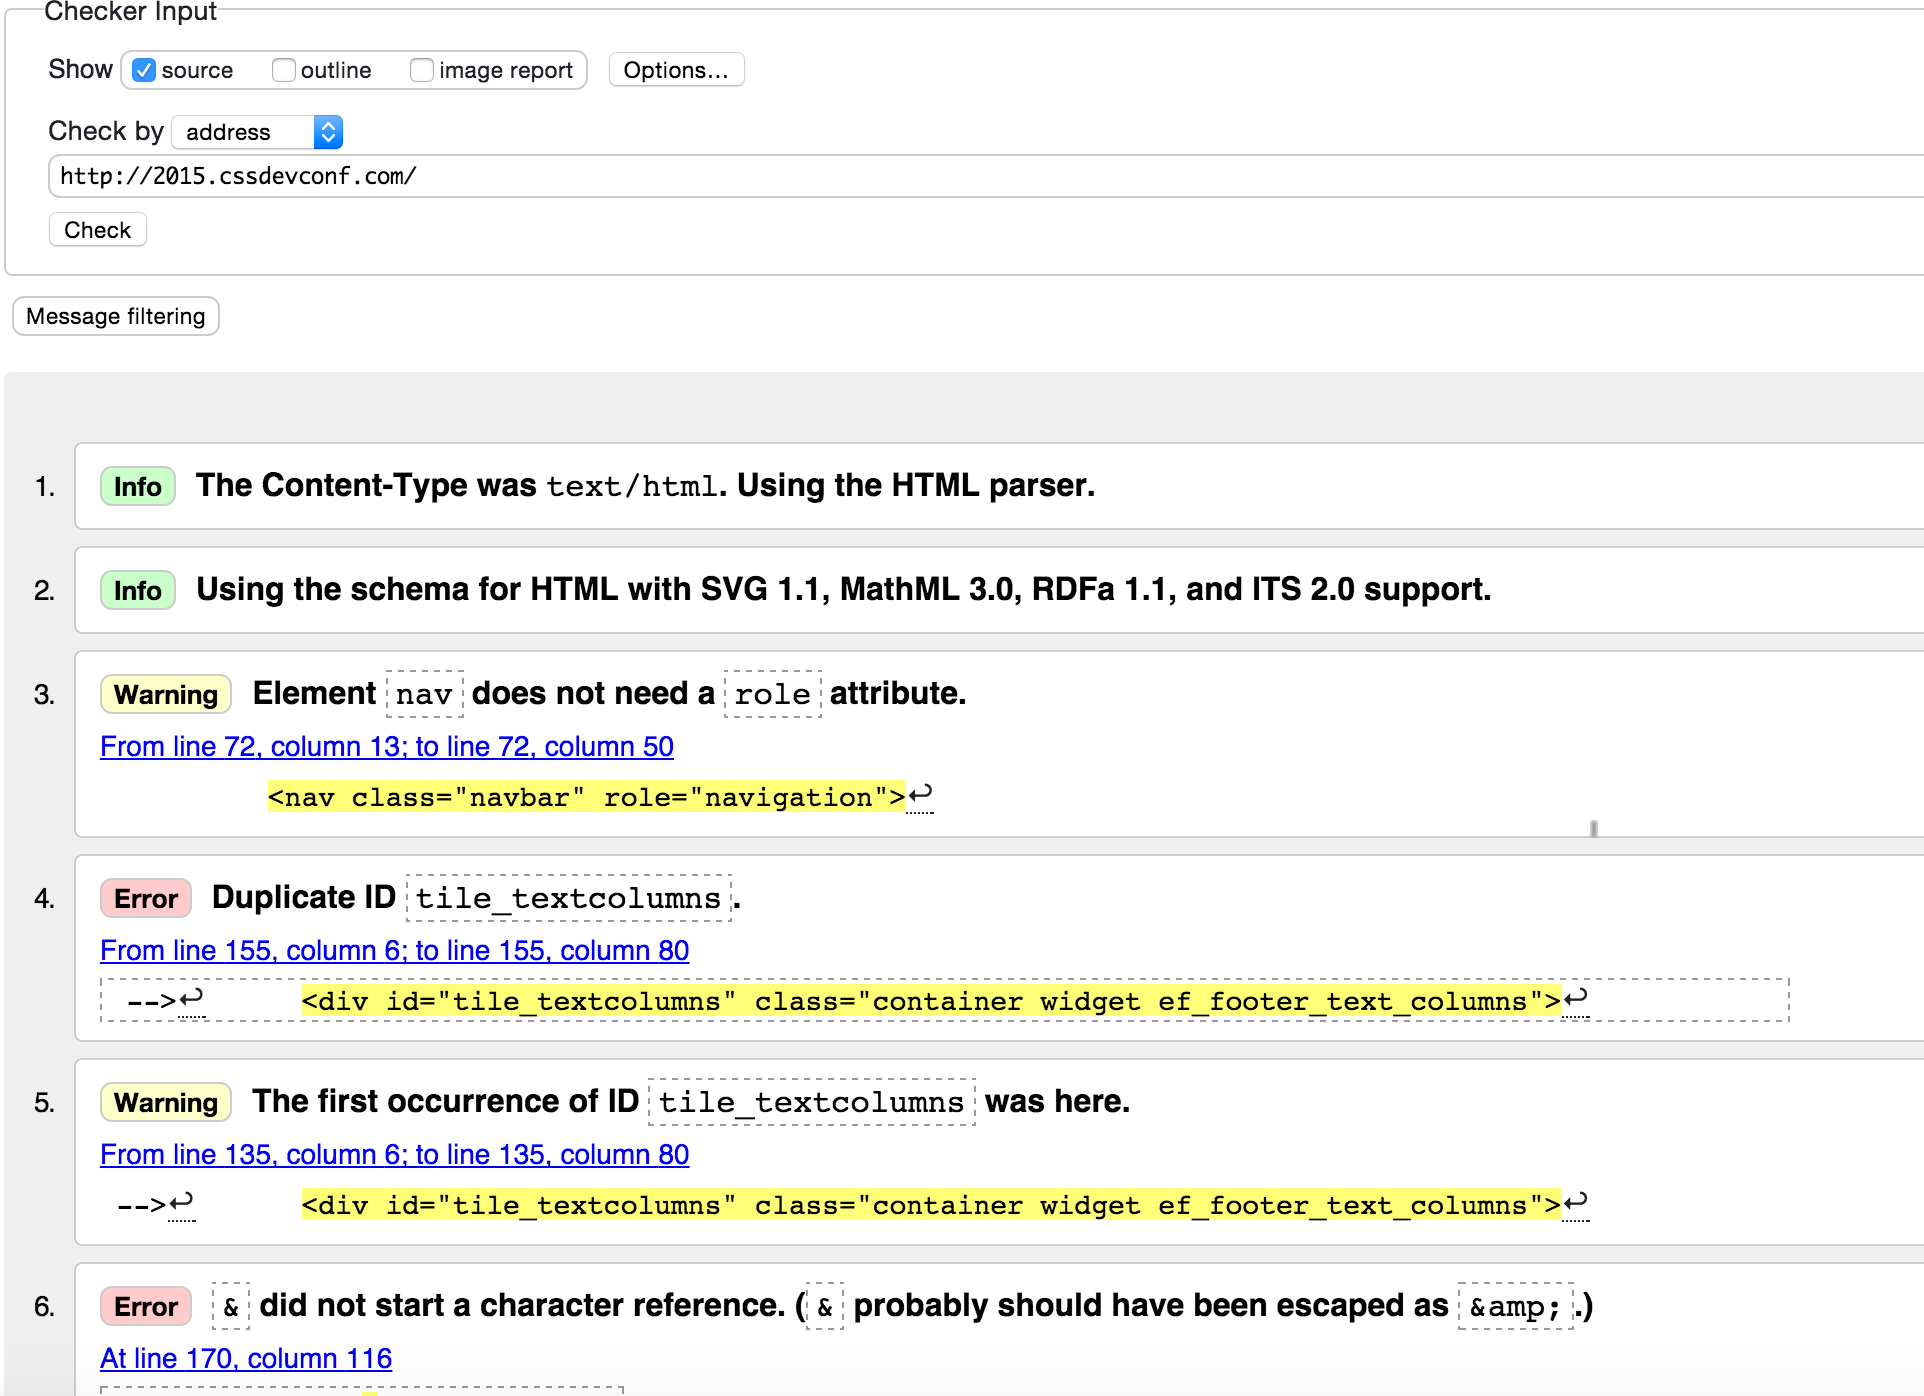 Checker Input
Show source outline image report Options...
Check by address
http://2015.cssdevconf.com/
Check
Message filtering
1. Info The Content-Type was text/html. Using the HTML parser.
2. Info Using the schema for HTML with SVG 1.1, MathML 3.0, RDFa 1.1, and ITS 2.0 support.
3. Warning Element nav does not need a role attribute.
From line 72, column 13; to line 72, column 50
<nav class="navbar" role="navigation">↩
4. Error Duplicate ID tile_textcolumns.
From line 155, column 6; to line 155, column 80
-->↩ <div id="tile_textcolumns" class="container widget ef_footer_text_columns">↩
5. Warning The first occurrence of ID tile_textcolumns was here.
From line 135, column 6; to line 135, column 80
-->↩ <div id="tile_textcolumns" class="container widget ef_footer_text_columns">↩
6. Error & did not start a character reference. (& probably should have been escaped as &amp;.)
At line 170, column 116